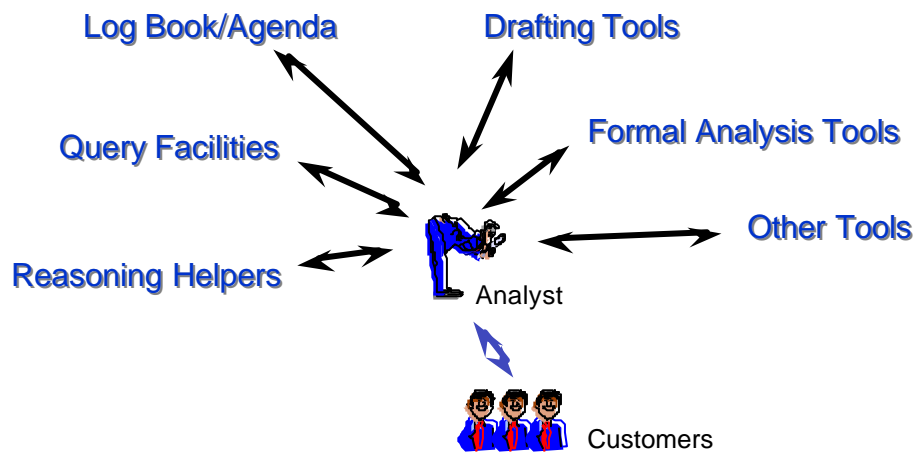 Log Book/Agenda
Drafting Tools
Query Facilities
Formal Analysis Tools
Other Tools
Reasoning Helpers
Analyst
Customers